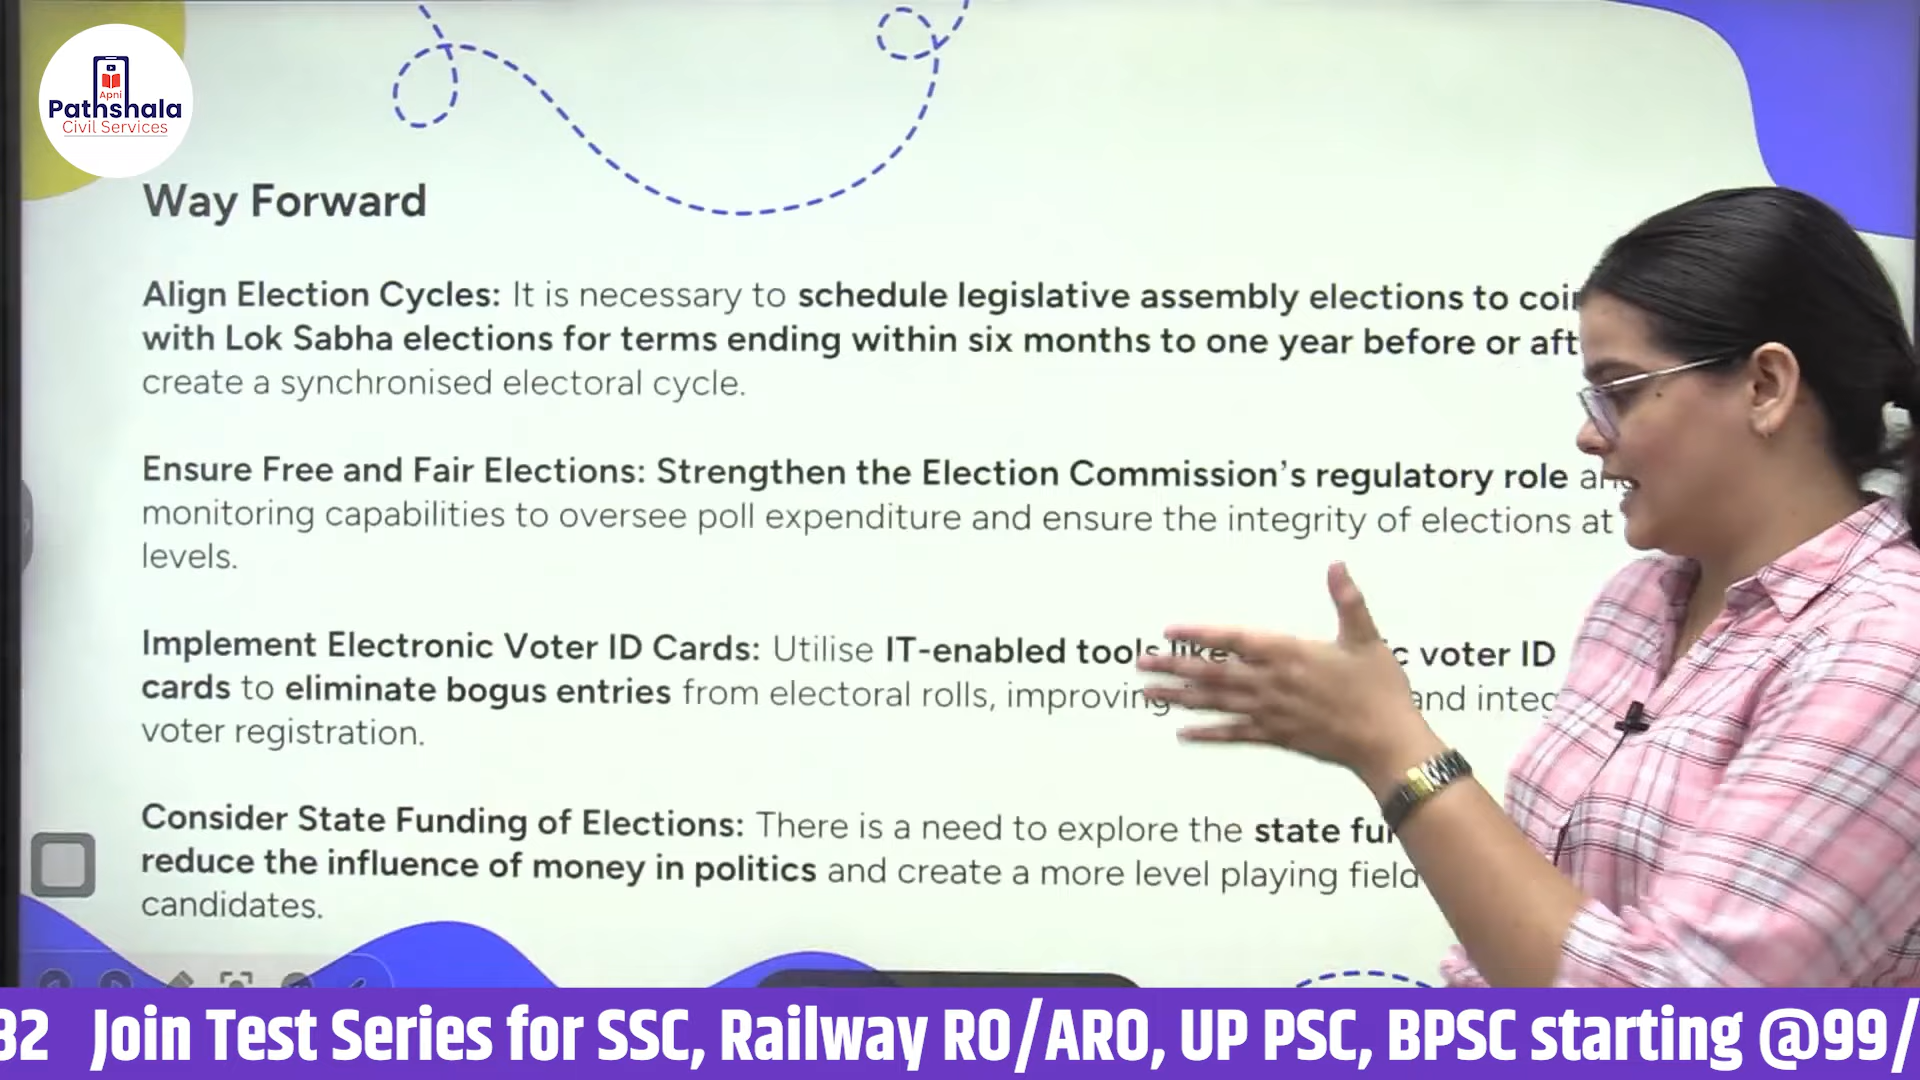 Apni
Pathshala
Civil Services
Way Forward
Align Election Cycles: It is necessary to schedule legislative assembly elections to
with Lok Sabha elections for terms ending within six months to one year before or
create a synchronised electoral cycle.
Ensure Free and Fair Elections: Strengthen the Election Commission's regulatory role
monitoring capabilities to oversee poll expenditure and ensure the integrity of elections at
levels.
Implement Electronic Voter ID Cards: Utilise IT-enabled tools like voter ID
cards to eliminate bogus entries from electoral rolls, improving and
voter registration.
Consider State Funding of Elections: There is a need to explore the state
reduce the influence of money in politics and create a more level playing field
candidates.
32 Join Test Series for SSC, Railway RO/ARO, UP PSC, BPSC starting @99/